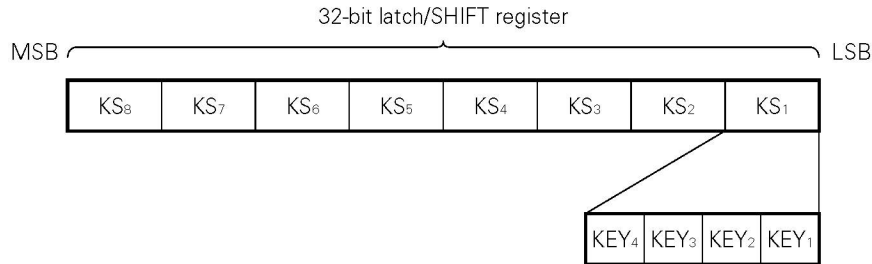 32-bit latch/SHIFT register
MSB LSB
KS₈ KS₇ KS₆ KS₅ KS₄ KS₃ KS₂ KS₁
KEY₄ KEY₃ KEY₂ KEY₁